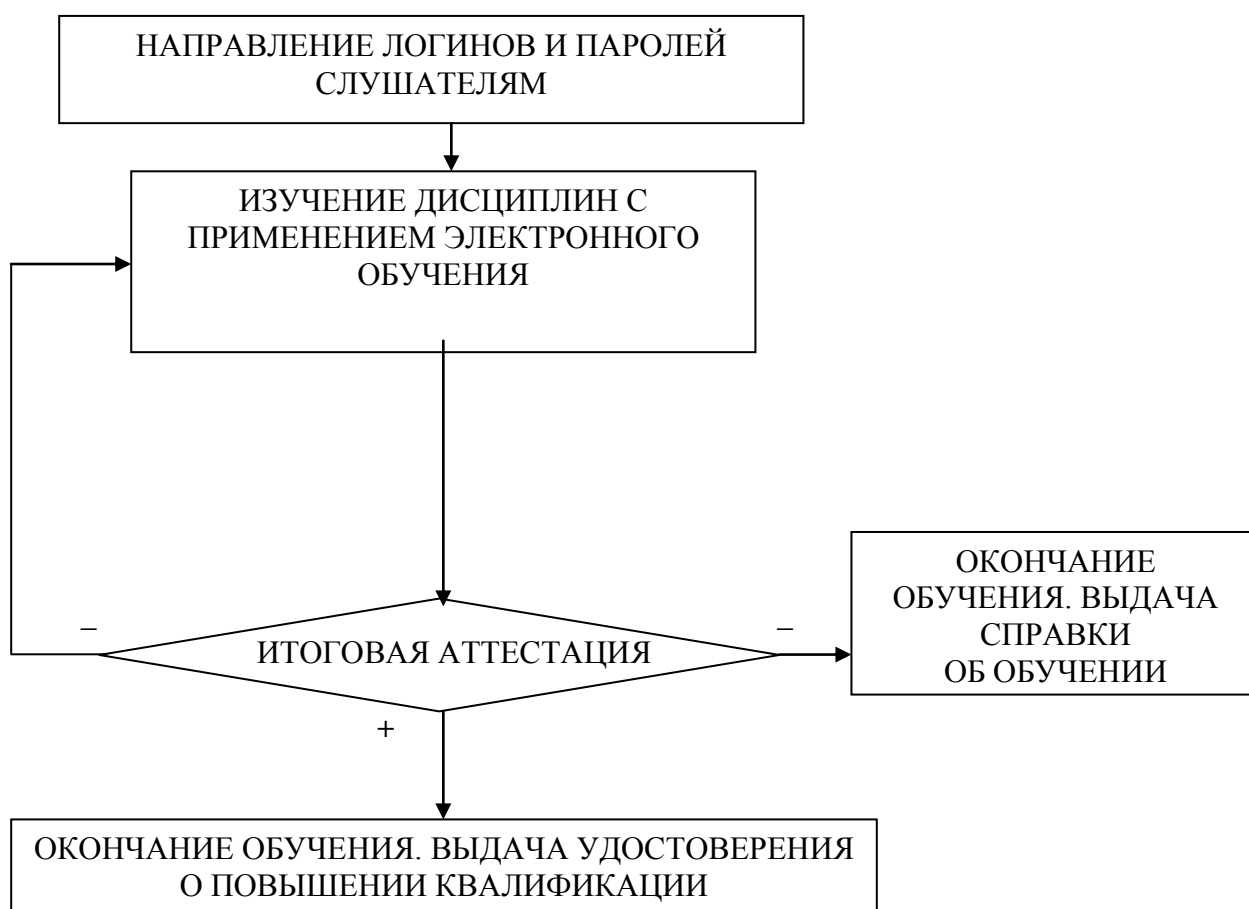 НАПРАВЛЕНИЕ ЛОГИНОВ И ПАРОЛЕЙ
СЛУШАТЕЛЯМ
ИЗУЧЕНИЕ ДИСЦИПЛИН С
ПРИМЕНЕНИЕМ ЭЛЕКТРОННОГО
ОБУЧЕНИЯ
–
ИТОГОВАЯ АТТЕСТАЦИЯ
–
ОКОНЧАНИЕ
ОБУЧЕНИЯ. ВЫДАЧА
СПРАВКИ
ОБ ОБУЧЕНИИ
+
ОКОНЧАНИЕ ОБУЧЕНИЯ. ВЫДАЧА УДОСТОВЕРЕНИЯ
О ПОВЫШЕНИИ КВАЛИФИКАЦИИ